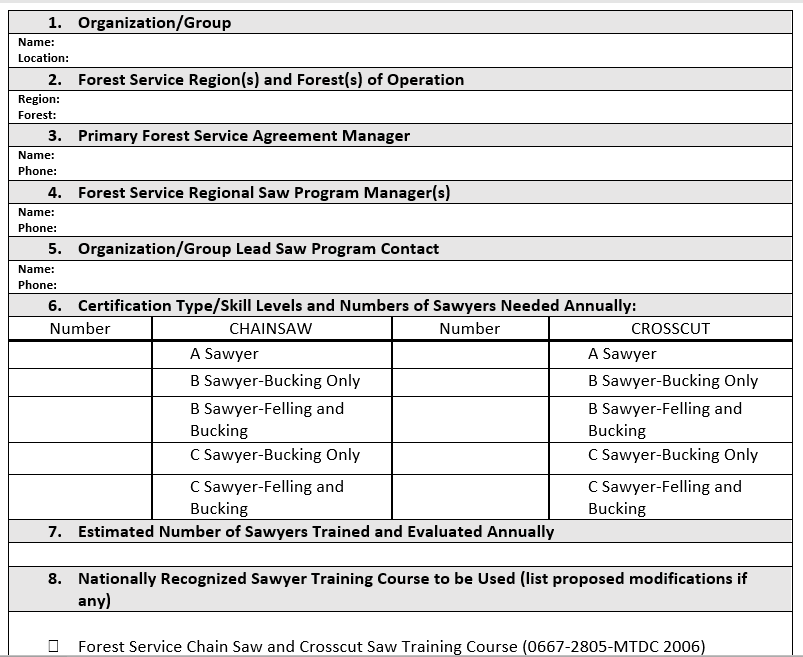 1. Organization/Group
Name:
Location:
2. Forest Service Region(s) and Forest(s) of Operation
Region:
Forest:
3. Primary Forest Service Agreement Manager
Name:
Phone:
4. Forest Service Regional Saw Program Manager(s)
Name:
Phone:
5. Organization/Group Lead Saw Program Contact
Name:
Phone:
6. Certification Type/Skill Levels and Numbers of Sawyers Needed Annually:
Number CHAINSAW Number CROSSCUT
A Sawyer A Sawyer
B Sawyer-Bucking Only B Sawyer-Bucking Only
B Sawyer-Felling and B Sawyer-Felling and
Bucking Bucking
C Sawyer-Bucking Only C Sawyer-Bucking Only
C Sawyer-Felling and C Sawyer-Felling and
Bucking Bucking
7. Estimated Number of Sawyers Trained and Evaluated Annually
8. Nationally Recognized Sawyer Training Course to be Used (list proposed modifications if
any)
☐ Forest Service Chain Saw and Crosscut Saw Training Course (0667-2805-MTDC 2006)